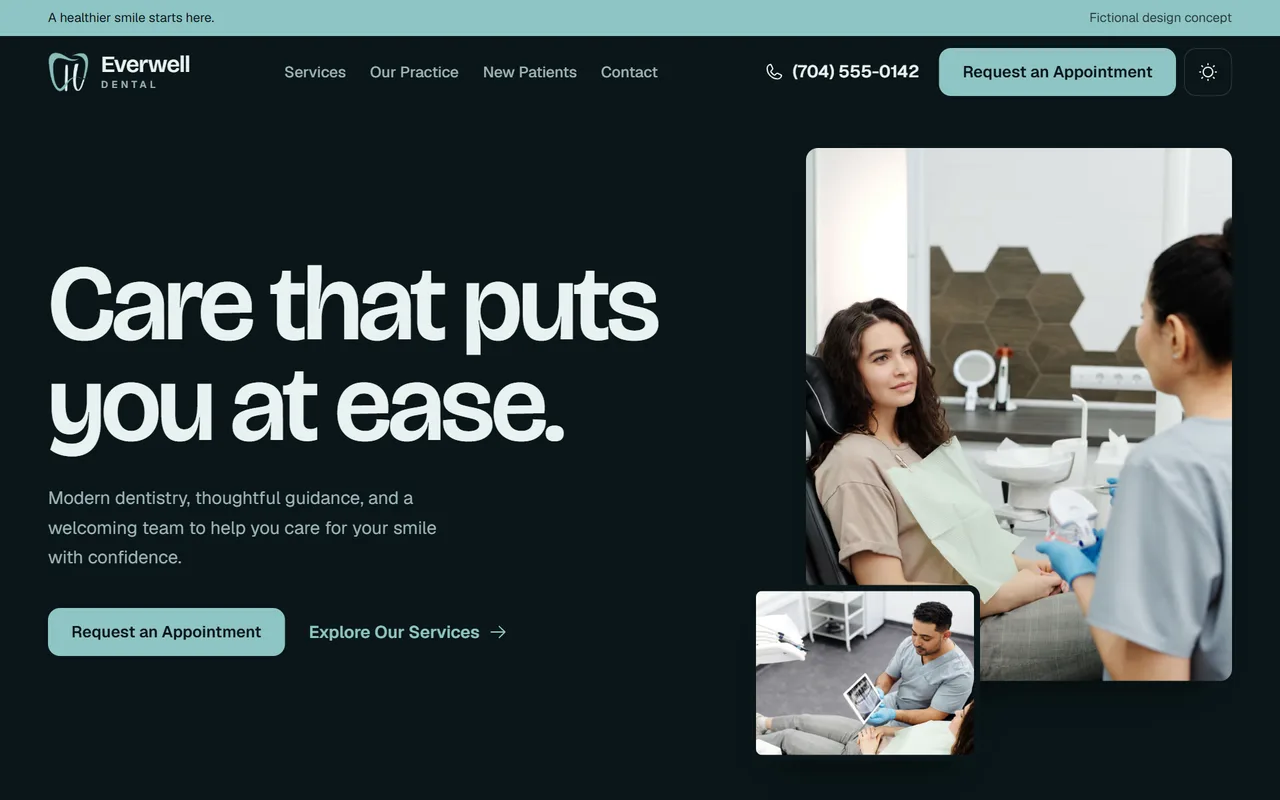 A healthier smile starts here.
Fictional design concept
Everwell
DENTAL
Services
Our Practice
New Patients
Contact
(704) 555-0142
Request an Appointment
Care that puts
you at ease.
Modern dentistry, thoughtful guidance, and a
welcoming team to help you care for your smile
with confidence.
Request an Appointment
Explore Our Services